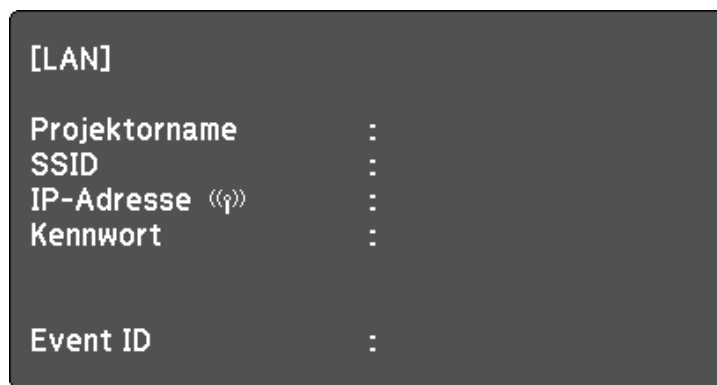 [LAN]
Projektorname :
SSID :
IP-Adresse :
Kennwort :
Event ID :